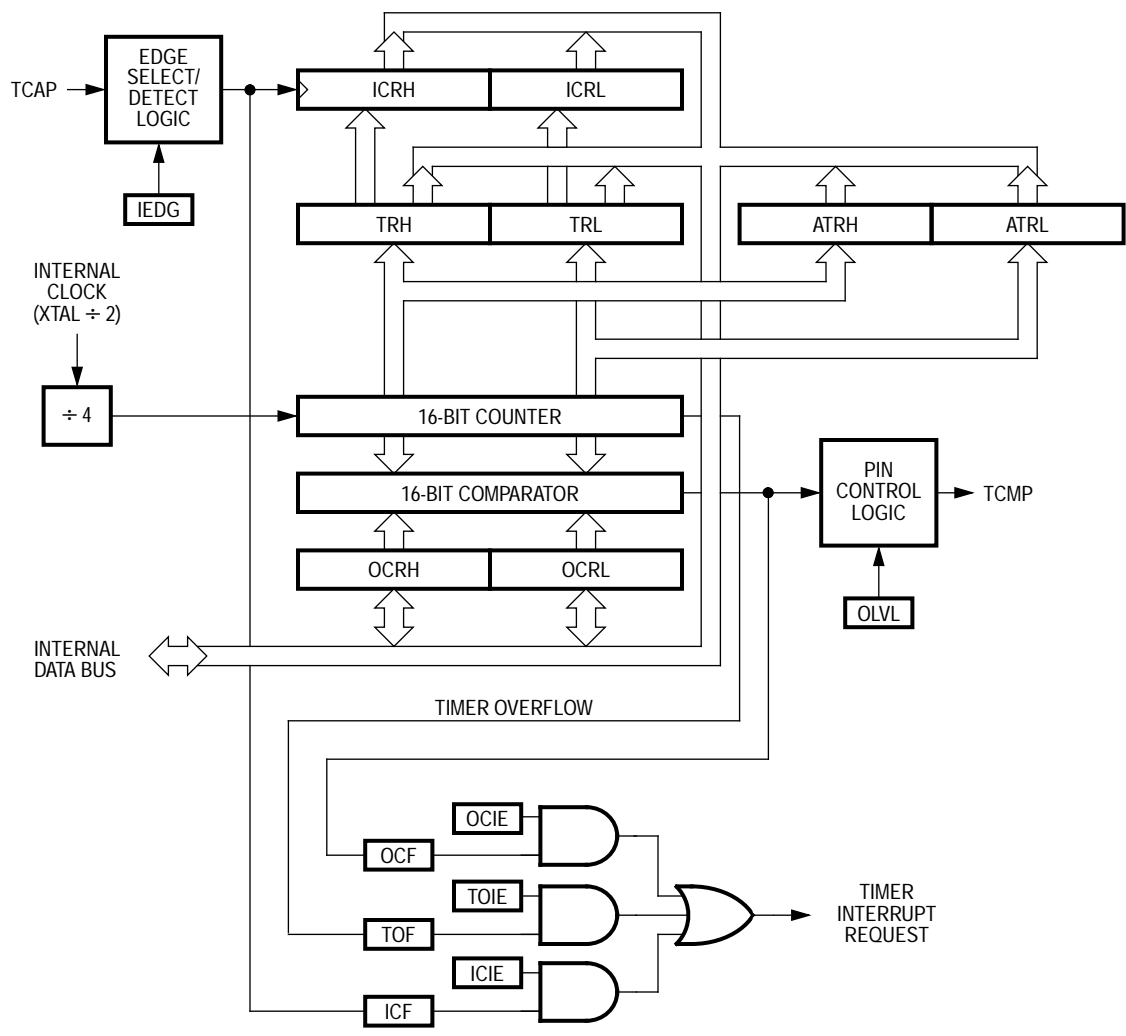 EDGE
SELECT/
DETECT
LOGIC
TCAP
ICRH
ICRL
IEDG
TRH
TRL
ATRH
ATRL
INTERNAL
CLOCK
(XTAL ÷ 2)
÷ 4
16-BIT COUNTER
16-BIT COMPARATOR
PIN
CONTROL
LOGIC
TCMP
OCRH
OCRL
OLVL
INTERNAL
DATA BUS
TIMER OVERFLOW
OCIE
OCF
TOIE
TOF
TIMER
INTERRUPT
REQUEST
ICIE
ICF